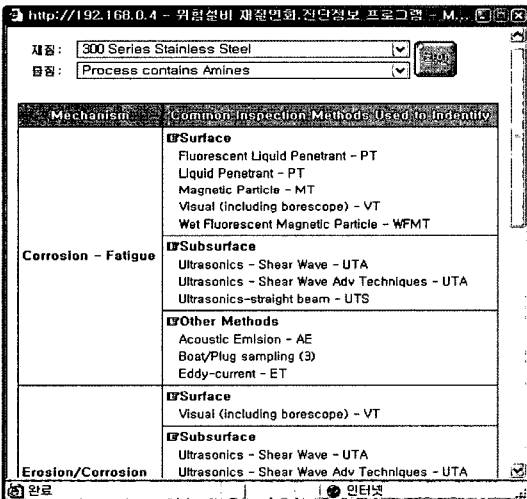 http://192.168.0.4 - 위험설비 재질열화.진단정보 프로그램 - M...
재질: 300 Series Stainless Steel
물질: Process contains Amines
Mechanism Common Inspection Methods Used to Indentify
Surface
Fluorescent Liquid Penetrant - PT
Liquid Penetrant - PT
Magnetic Particle - MT
Visual (including borescope) - VT
Wet Fluorescent Magnetic Particle - WFMT
Corrosion - Fatigue
Subsurface
Ultrasonics - Shear Wave - UTA
Ultrasonics - Shear Wave Adv Techniques - UTA
Ultrasonics-straight beam - UTS
Other Methods
Acoustic Emision - AE
Boat/Plug sampling (3)
Eddy-current - ET
Erosion/Corrosion
Surface
Visual (including borescope) - VT
Subsurface
Ultrasonics - Shear Wave - UTA
Ultrasonics - Shear Wave Adv Techniques - UTA
완료 인터넷